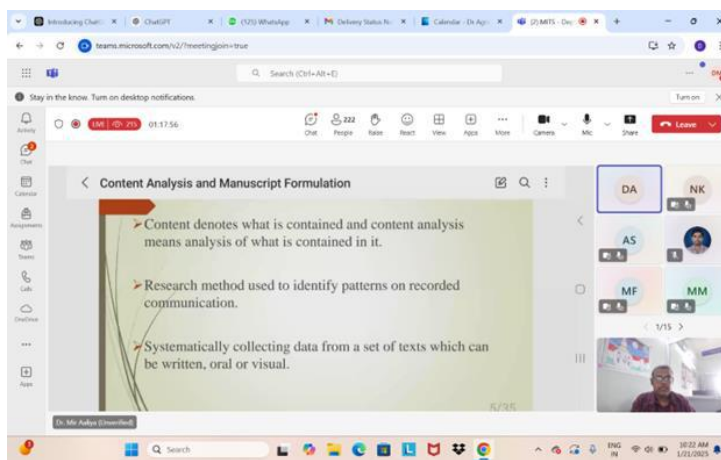 Introducing Chat
ChatGPT
(125) WhatsApp
Delivery Status No
Calendar - Dr Agri
(2) MITS - De
teams.microsoft.com/v2/?meetingjoin=true
Search (Ctrl+Alt+E)
Stay in the know. Turn on desktop notifications.
Turn on
LIVE 215 01:17:56
222
Chat People Raise React View Apps More Camera Mic Share
Leave
Activity
Chat
Calendar
Assignments
Teams
Calls
OneDrive
Apps
Content Analysis and Manuscript Formulation
Content denotes what is contained and content analysis
means analysis of what is contained in it.
Research method used to identify patterns on recorded
communication.
Systematically collecting data from a set of texts which can
be written, oral or visual.
5/35
DA
NK
AS
MF
MM
1/15
Dr. Mir Aaliya (Unverified)
Search
ENG
IN
10:22 AM
1/21/2025